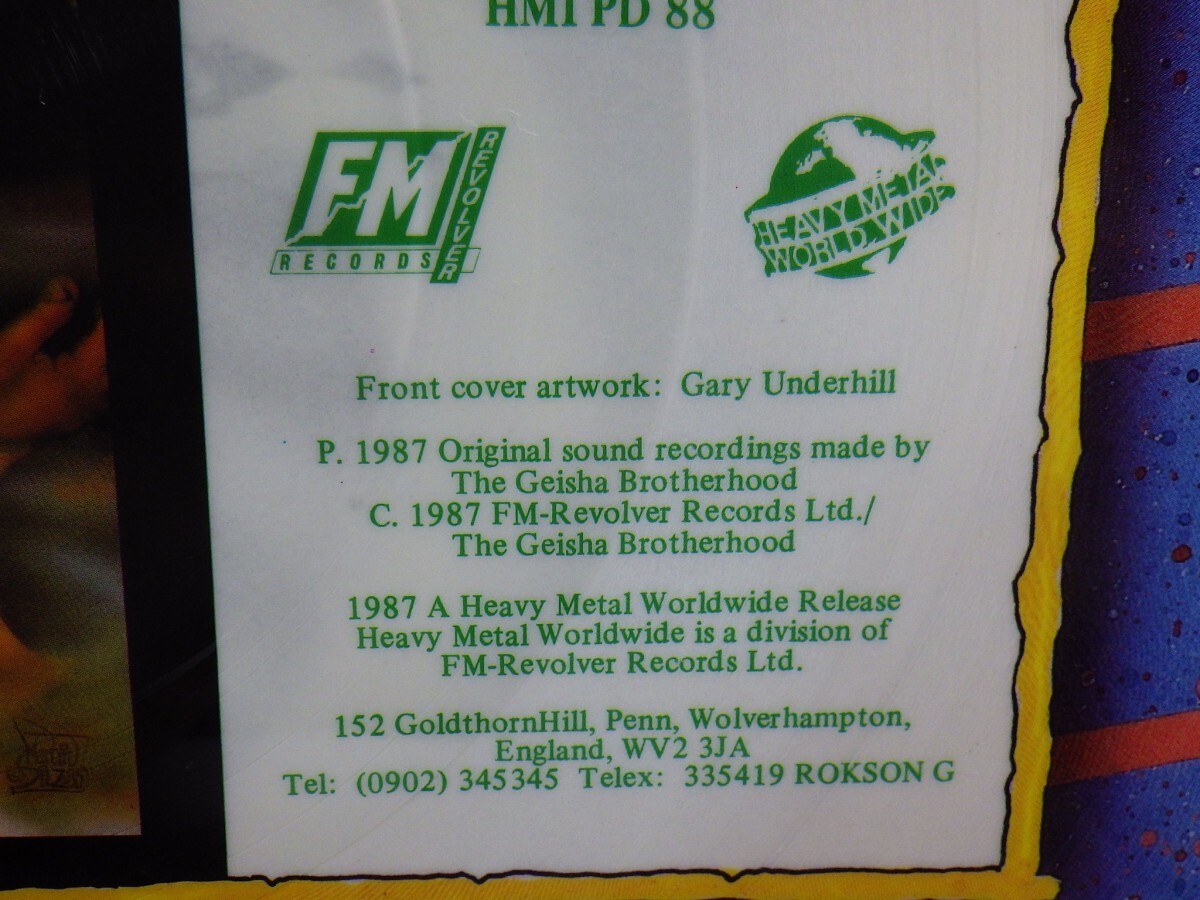 HMI PD 88
FM
REVOLVER
RECORDS
HEAVY METAL
WORLD WIDE
Front cover artwork: Gary Underhill
P. 1987 Original sound recordings made by
The Geisha Brotherhood
C. 1987 FM-Revolver Records Ltd./
The Geisha Brotherhood
1987 A Heavy Metal Worldwide Release
Heavy Metal Worldwide is a division of
FM-Revolver Records Ltd.
152 GoldthornHill, Penn, Wolverhampton,
England, WV2 3JA
Tel: (0902) 345345 Telex: 335419 ROKSON G